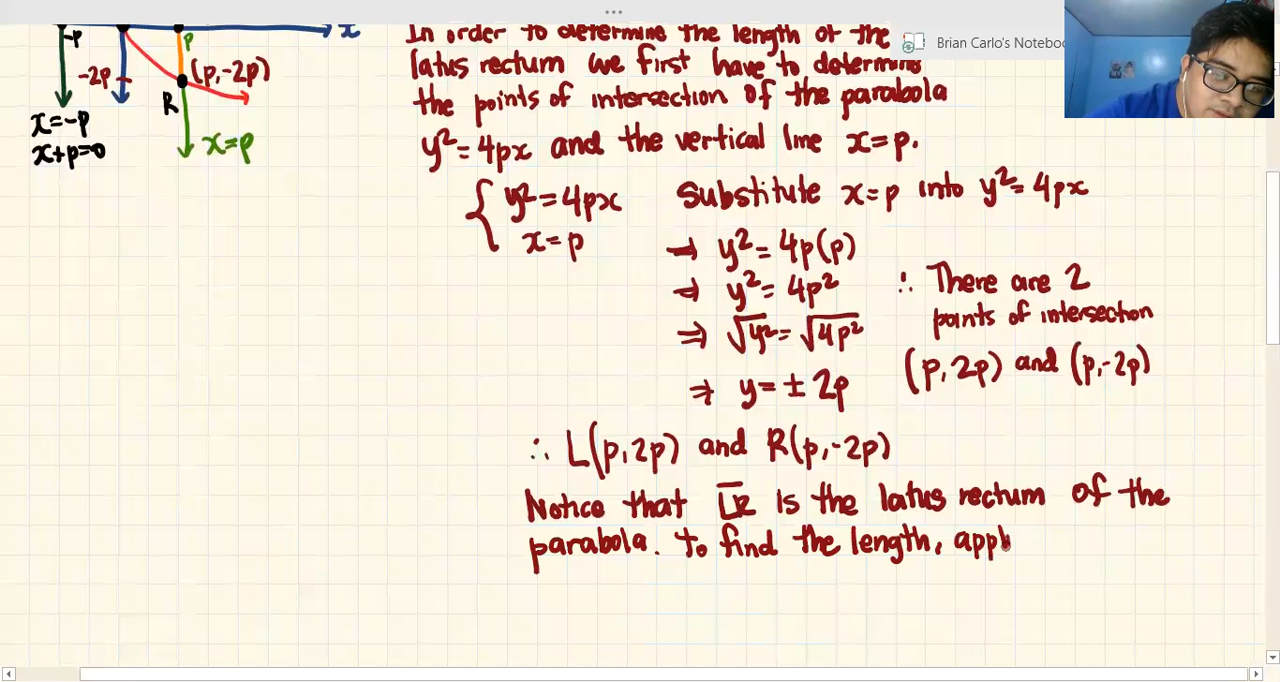 -P
P
x
-2p
(p,-2p)
R
x=-p
x+p=0
x=p
In order to determine the length of the
latus rectum we first have to determine
the points of intersection of the parabola
y²=4px and the vertical line x=p.
Brian Carlo's Noteboo
{ y²=4px
x=p
Substitute x=p into y²=4px
→ y²=4p(p)
⇒ y²=4p²
⇒ √y²=√4p²
⇒ y=±2p
∴ There are 2
points of intersection
(p,2p) and (p,-2p)
∴ L(p,2p) and R(p,-2p)
Notice that L̅R̅ is the latus rectum of the
parabola. to find the length, appl